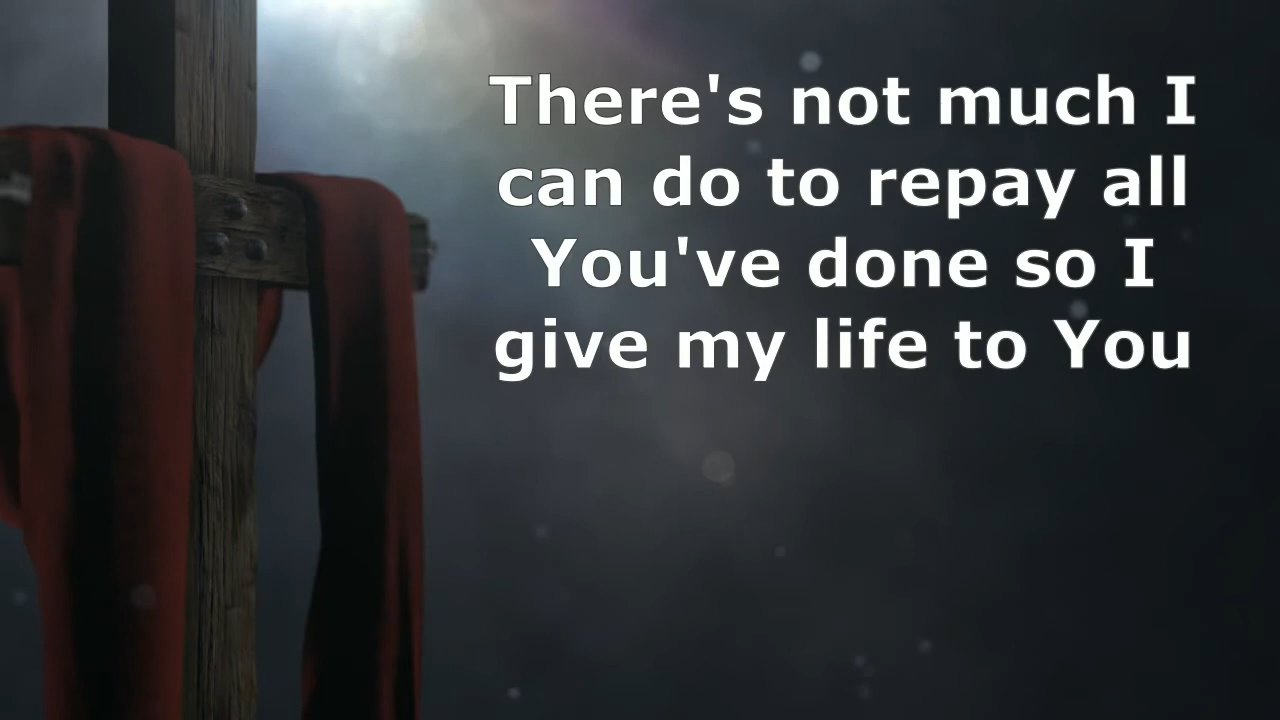 There's not much I
can do to repay all
You've done so I
give my life to You